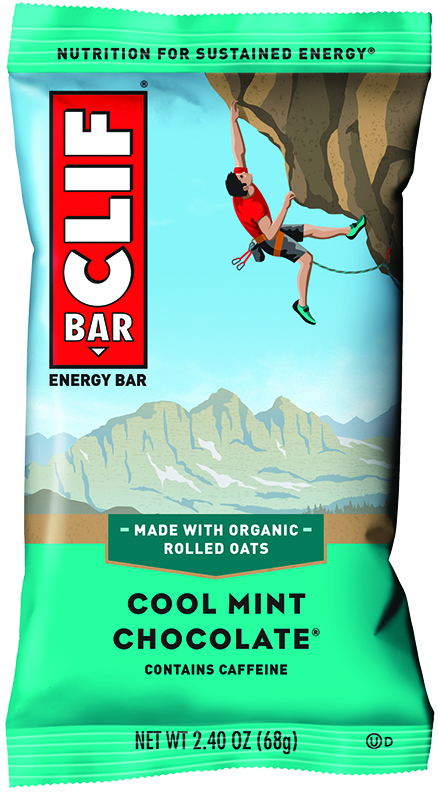 NUTRITION FOR SUSTAINED ENERGY®
CLIF®
BAR
ENERGY BAR
MADE WITH ORGANIC
ROLLED OATS
COOL MINT
CHOCOLATE®
CONTAINS CAFFEINE
NET WT 2.40 OZ (68g)
U D